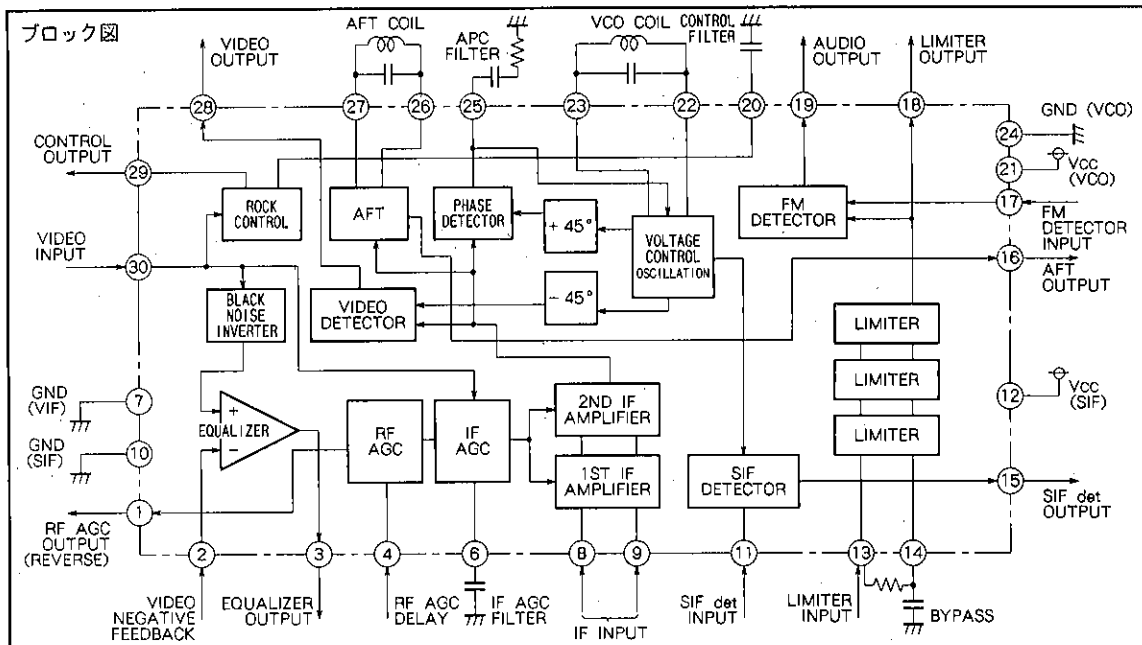 ブロック図
VIDEO
OUTPUT
AFT COIL
APC
FILTER
VCO COIL
CONTROL
FILTER
AUDIO
OUTPUT
LIMITER
OUTPUT
28
27
26
25
23
22
20
19
18
24
GND (VCO)
21
Vcc
(VCO)
17
FM
DETECTOR
INPUT
16
AFT OUTPUT
CONTROL
OUTPUT
29
VIDEO
INPUT
30
ROCK
CONTROL
AFT
PHASE
DETECTOR
+ 45°
− 45°
VOLTAGE
CONTROL
OSCILLATION
FM
DETECTOR
BLACK
NOISE
INVERTER
VIDEO
DETECTOR
LIMITER
LIMITER
LIMITER
GND
(VIF)
7
GND
(SIF)
10
+
EQUALIZER
−
RF
AGC
IF
AGC
2ND IF
AMPLIFIER
1ST IF
AMPLIFIER
SIF
DETECTOR
12
Vcc
(SIF)
15
SIF det
OUTPUT
1
RF AGC
OUTPUT
(REVERSE)
2
3
4
6
8
9
11
13
14
VIDEO
NEGATIVE
FEEDBACK
EQUALIZER
OUTPUT
RF AGC
DELAY
IF AGC
FILTER
IF INPUT
SIF det
INPUT
LIMITER
INPUT
BYPASS